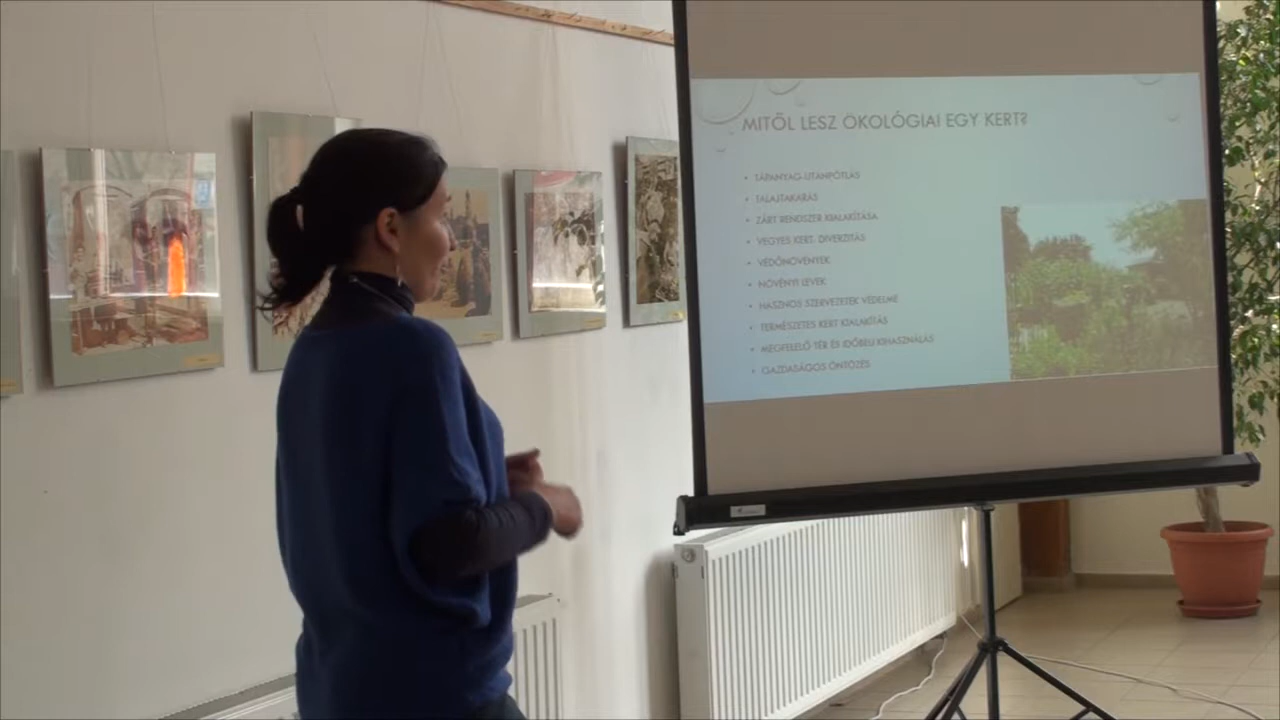 MITŐL LESZ ÖKOLÓGIAI EGY KERT?
• TÁPANYAG-UTÁNPÓTLÁS
• TALAJTAKARÁS
• ZÁRT RENDSZER KIALAKÍTÁSA
• VEGYES KERT- DIVERZITÁS
• VÉDŐNÖVÉNYEK
• NÖVÉNYI LEVEK
• HASZNOS SZERVEZETEK VÉDELME
• TERMÉSZETES KERT KIALAKÍTÁS
• MEGFELELŐ TÉR ÉS IDŐBELI KIHASZNÁLÁS
• GAZDASÁGOS ÖNTÖZÉS